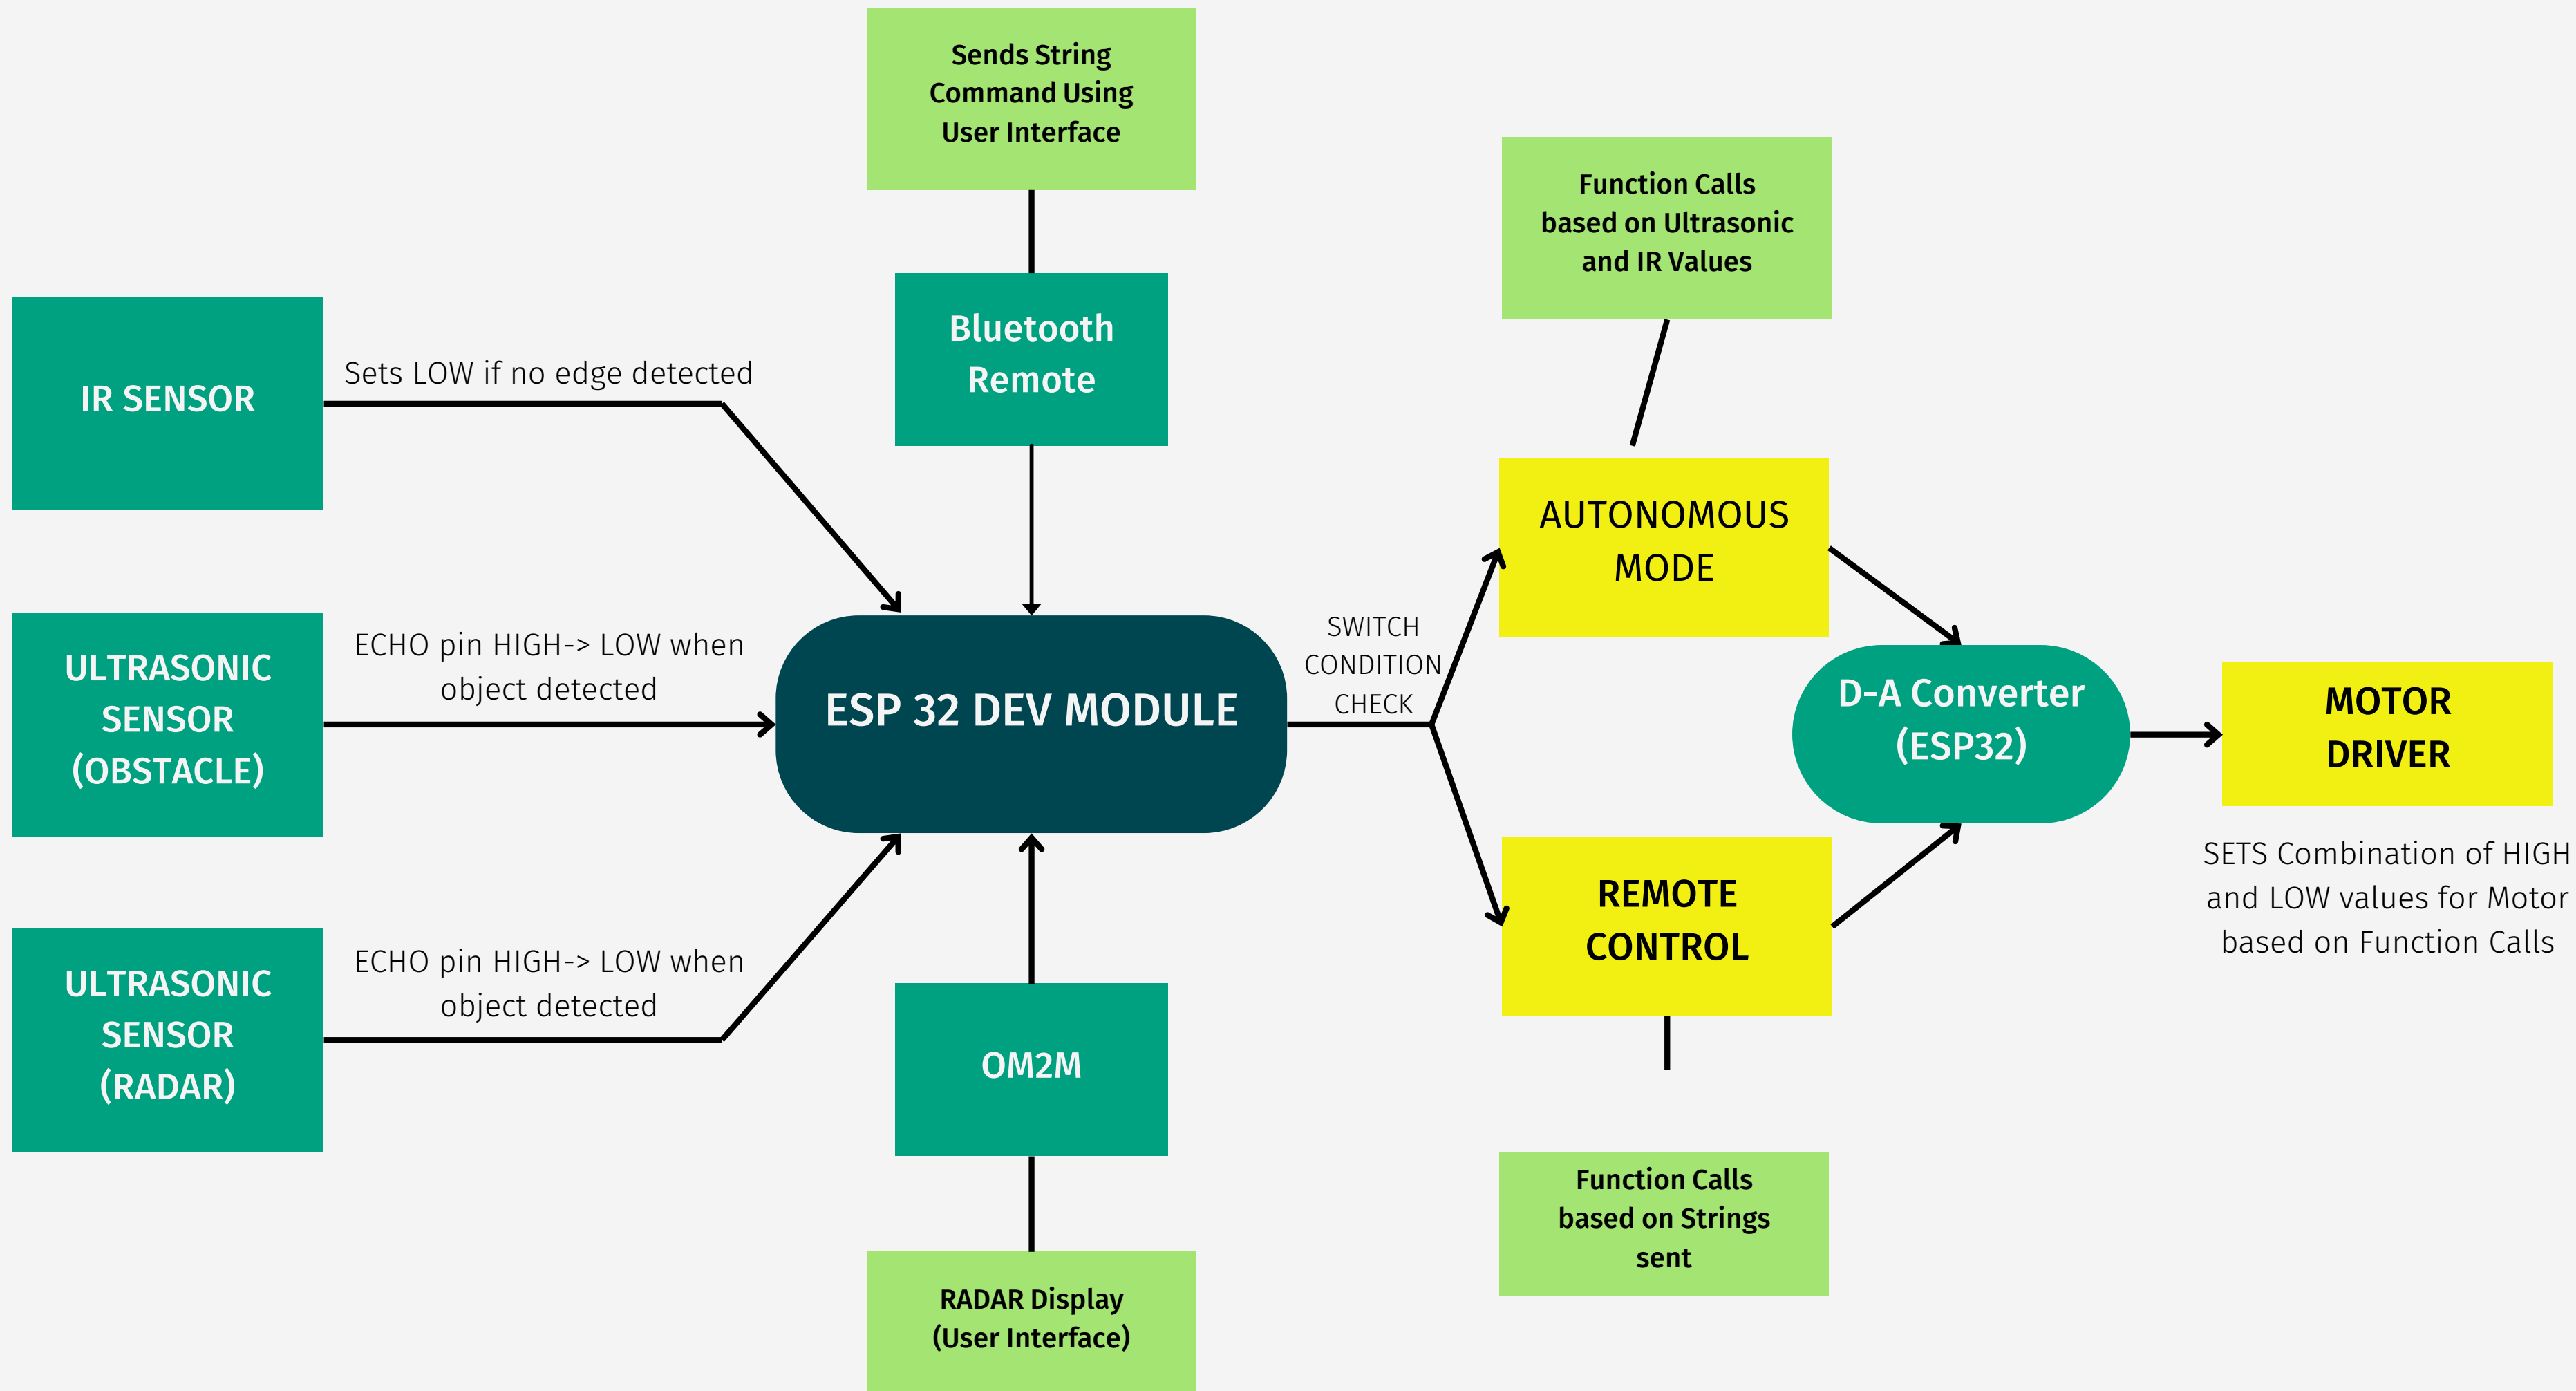 Sends String
Command Using
User Interface
Bluetooth
Remote
IR SENSOR
Sets LOW if no edge detected
ULTRASONIC
SENSOR
(OBSTACLE)
ECHO pin HIGH-> LOW when
object detected
ULTRASONIC
SENSOR
(RADAR)
ECHO pin HIGH-> LOW when
object detected
ESP 32 DEV MODULE
OM2M
RADAR Display
(User Interface)
SWITCH
CONDITION
CHECK
Function Calls
based on Ultrasonic
and IR Values
AUTONOMOUS
MODE
REMOTE
CONTROL
Function Calls
based on Strings
sent
D-A Converter
(ESP32)
MOTOR
DRIVER
SETS Combination of HIGH
and LOW values for Motor
based on Function Calls